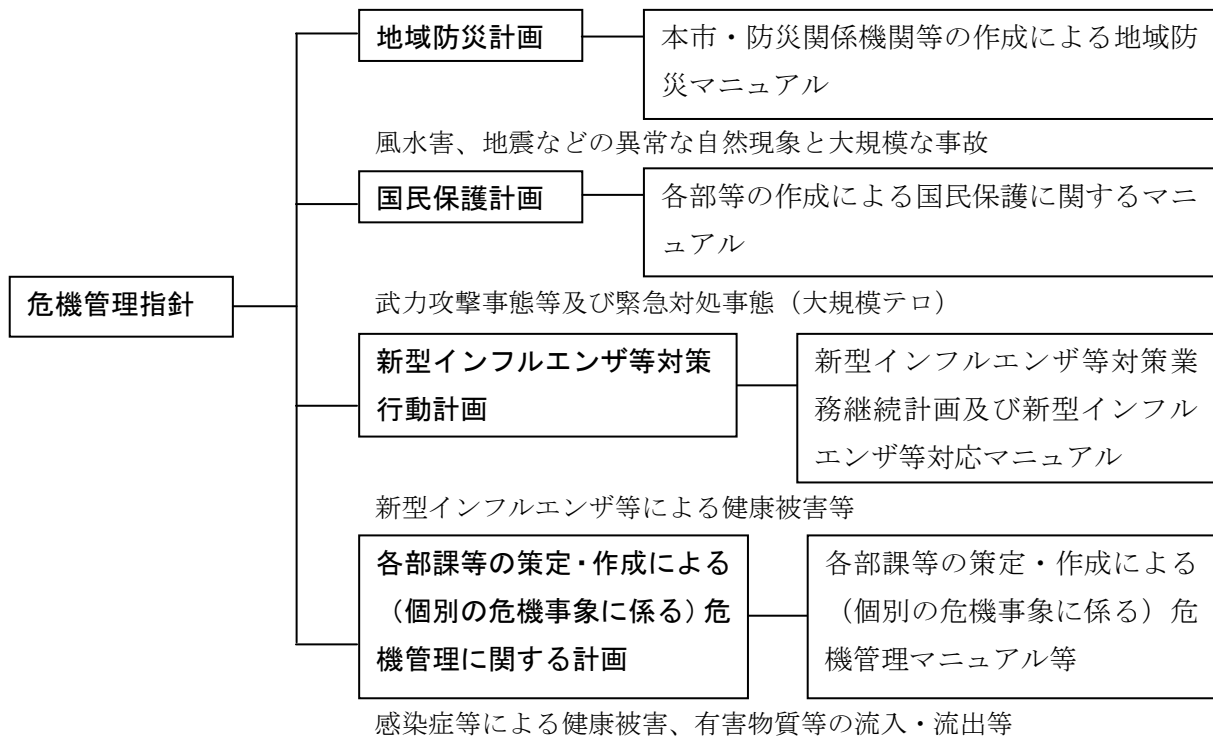 地域防災計画
本市・防災関係機関等の作成による地域防
災マニュアル
風水害、地震などの異常な自然現象と大規模な事故
国民保護計画
各部等の作成による国民保護に関するマニ
ュアル
危機管理指針
武力攻撃事態等及び緊急対処事態（大規模テロ）
新型インフルエンザ等対策
行動計画
新型インフルエンザ等対策業
務継続計画及び新型インフル
エンザ等対応マニュアル
新型インフルエンザ等による健康被害等
各部課等の策定・作成による
（個別の危機事象に係る）危
機管理に関する計画
各部課等の策定・作成による
（個別の危機事象に係る）危
機管理マニュアル等
感染症等による健康被害、有害物質等の流入・流出等